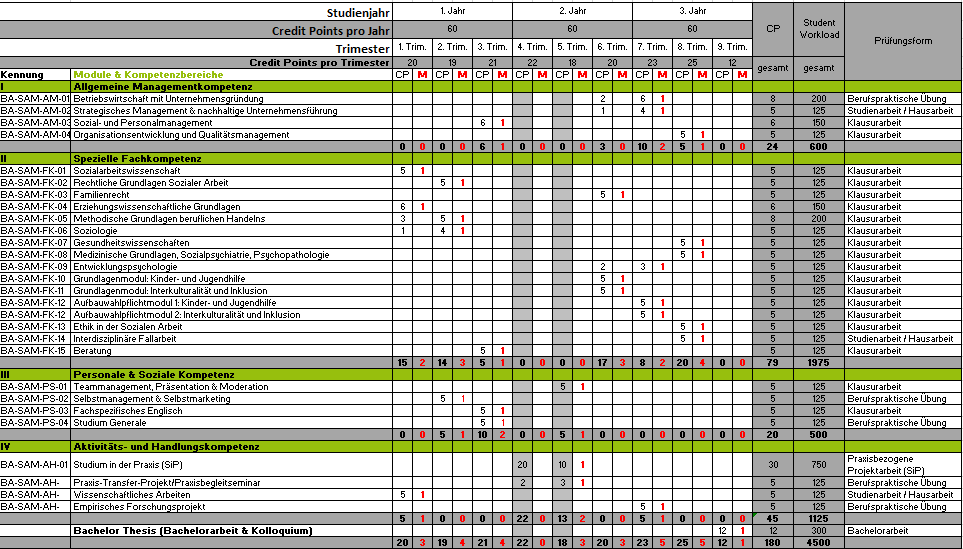 Studienjahr 1. Jahr 2. Jahr 3. Jahr CP Student Workload Prüfungsform
Credit Points pro Jahr 60 60 60
Trimester 1. Trim. 2. Trim. 3. Trim. 4. Trim. 5. Trim. 6. Trim. 7. Trim. 8. Trim. 9. Trim.
Credit Points pro Trimester 20 19 21 22 18 20 23 25 12 gesamt gesamt
Kennung Module & Kompetenzbereiche CP M CP M CP M CP M CP M CP M CP M CP M CP M
I Allgemeine Managementkompetenz
BA-SAM-AM-01 Betriebswirtschaft mit Unternehmensgründung 2 6 1 8 200 Berufspraktische Übung
BA-SAM-AM-02 Strategisches Management & nachhaltige Unternehmensführung 1 4 1 5 125 Studienarbeit / Hausarbeit
BA-SAM-AM-03 Sozial- und Personalmanagement 6 1 6 150 Klausurarbeit
BA-SAM-AM-04 Organisationsentwicklung und Qualitätsmanagement 5 1 5 125 Klausurarbeit
0 0 0 0 6 1 0 0 0 0 3 0 10 2 5 1 0 0 24 600
II Spezielle Fachkompetenz
BA-SAM-FK-01 Sozialarbeitswissenschaft 5 1 5 125 Klausurarbeit
BA-SAM-FK-02 Rechtliche Grundlagen Sozialer Arbeit 5 1 5 125 Klausurarbeit
BA-SAM-FK-03 Familienrecht 5 1 5 125 Klausurarbeit
BA-SAM-FK-04 Erziehungswissenschaftliche Grundlagen 6 1 6 150 Klausurarbeit
BA-SAM-FK-05 Methodische Grundlagen beruflichen Handelns 3 5 1 8 200 Klausurarbeit
BA-SAM-FK-06 Soziologie 1 4 1 5 125 Klausurarbeit
BA-SAM-FK-07 Gesundheitswissenschaften 5 1 5 125 Klausurarbeit
BA-SAM-FK-08 Medizinische Grundlagen, Sozialpsychiatrie, Psychopathologie 5 1 5 125 Klausurarbeit
BA-SAM-FK-09 Entwicklungspsychologie 2 3 1 5 125 Klausurarbeit
BA-SAM-FK-10 Grundlagenmodul: Kinder- und Jugendhilfe 5 1 5 125 Klausurarbeit
BA-SAM-FK-11 Grundlagenmodul: Interkulturalität und Inklusion 5 1 5 125 Klausurarbeit
BA-SAM-FK-12 Aufbauwahlpflichtmodul 1: Kinder- und Jugendhilfe 5 1 5 125 Klausurarbeit
BA-SAM-FK-12 Aufbauwahlpflichtmodul 2: Interkulturalität und Inklusion 5 1 5 125 Klausurarbeit
BA-SAM-FK-13 Ethik in der Sozialen Arbeit 5 1 5 125 Klausurarbeit
BA-SAM-FK-14 Interdisziplinäre Fallarbeit 5 1 5 125 Studienarbeit / Hausarbeit
BA-SAM-FK-15 Beratung 5 1 5 125 Klausurarbeit
15 2 14 3 5 1 0 0 0 0 17 3 8 2 20 4 0 0 79 1975
III Personale & Soziale Kompetenz
BA-SAM-PS-01 Teammanagement, Präsentation & Moderation 5 1 5 125 Klausurarbeit
BA-SAM-PS-02 Selbstmanagement & Selbstmarketing 5 1 5 125 Berufspraktische Übung
BA-SAM-PS-03 Fachspezifisches Englisch 5 1 5 125 Klausurarbeit
BA-SAM-PS-04 Studium Generale 5 1 5 125 Berufspraktische Übung
0 0 5 1 10 2 0 0 5 1 0 0 0 0 0 0 0 0 20 500
IV Aktivitäts- und Handlungskompetenz
BA-SAM-AH-01 Studium in der Praxis (SiP) 20 10 1 30 750 Praxisbezogene
Projektarbeit (SiP)
BA-SAM-AH- Praxis-Transfer-Projekt/Praxisbegleitseminar 2 3 1 5 125 Berufspraktische Übung
BA-SAM-AH- Wissenschaftliches Arbeiten 5 1 5 125 Studienarbeit / Hausarbeit
BA-SAM-AH- Empirisches Forschungsprojekt 5 1 5 125 Berufspraktische Übung
5 1 0 0 0 0 22 0 13 2 0 0 5 1 0 0 0 0 45 1125
Bachelor Thesis (Bachelorarbeit & Kolloquium) 12 1 12 300 Bachelorarbeit
20 3 19 4 21 4 22 0 18 3 20 3 23 5 25 5 12 1 180 4500